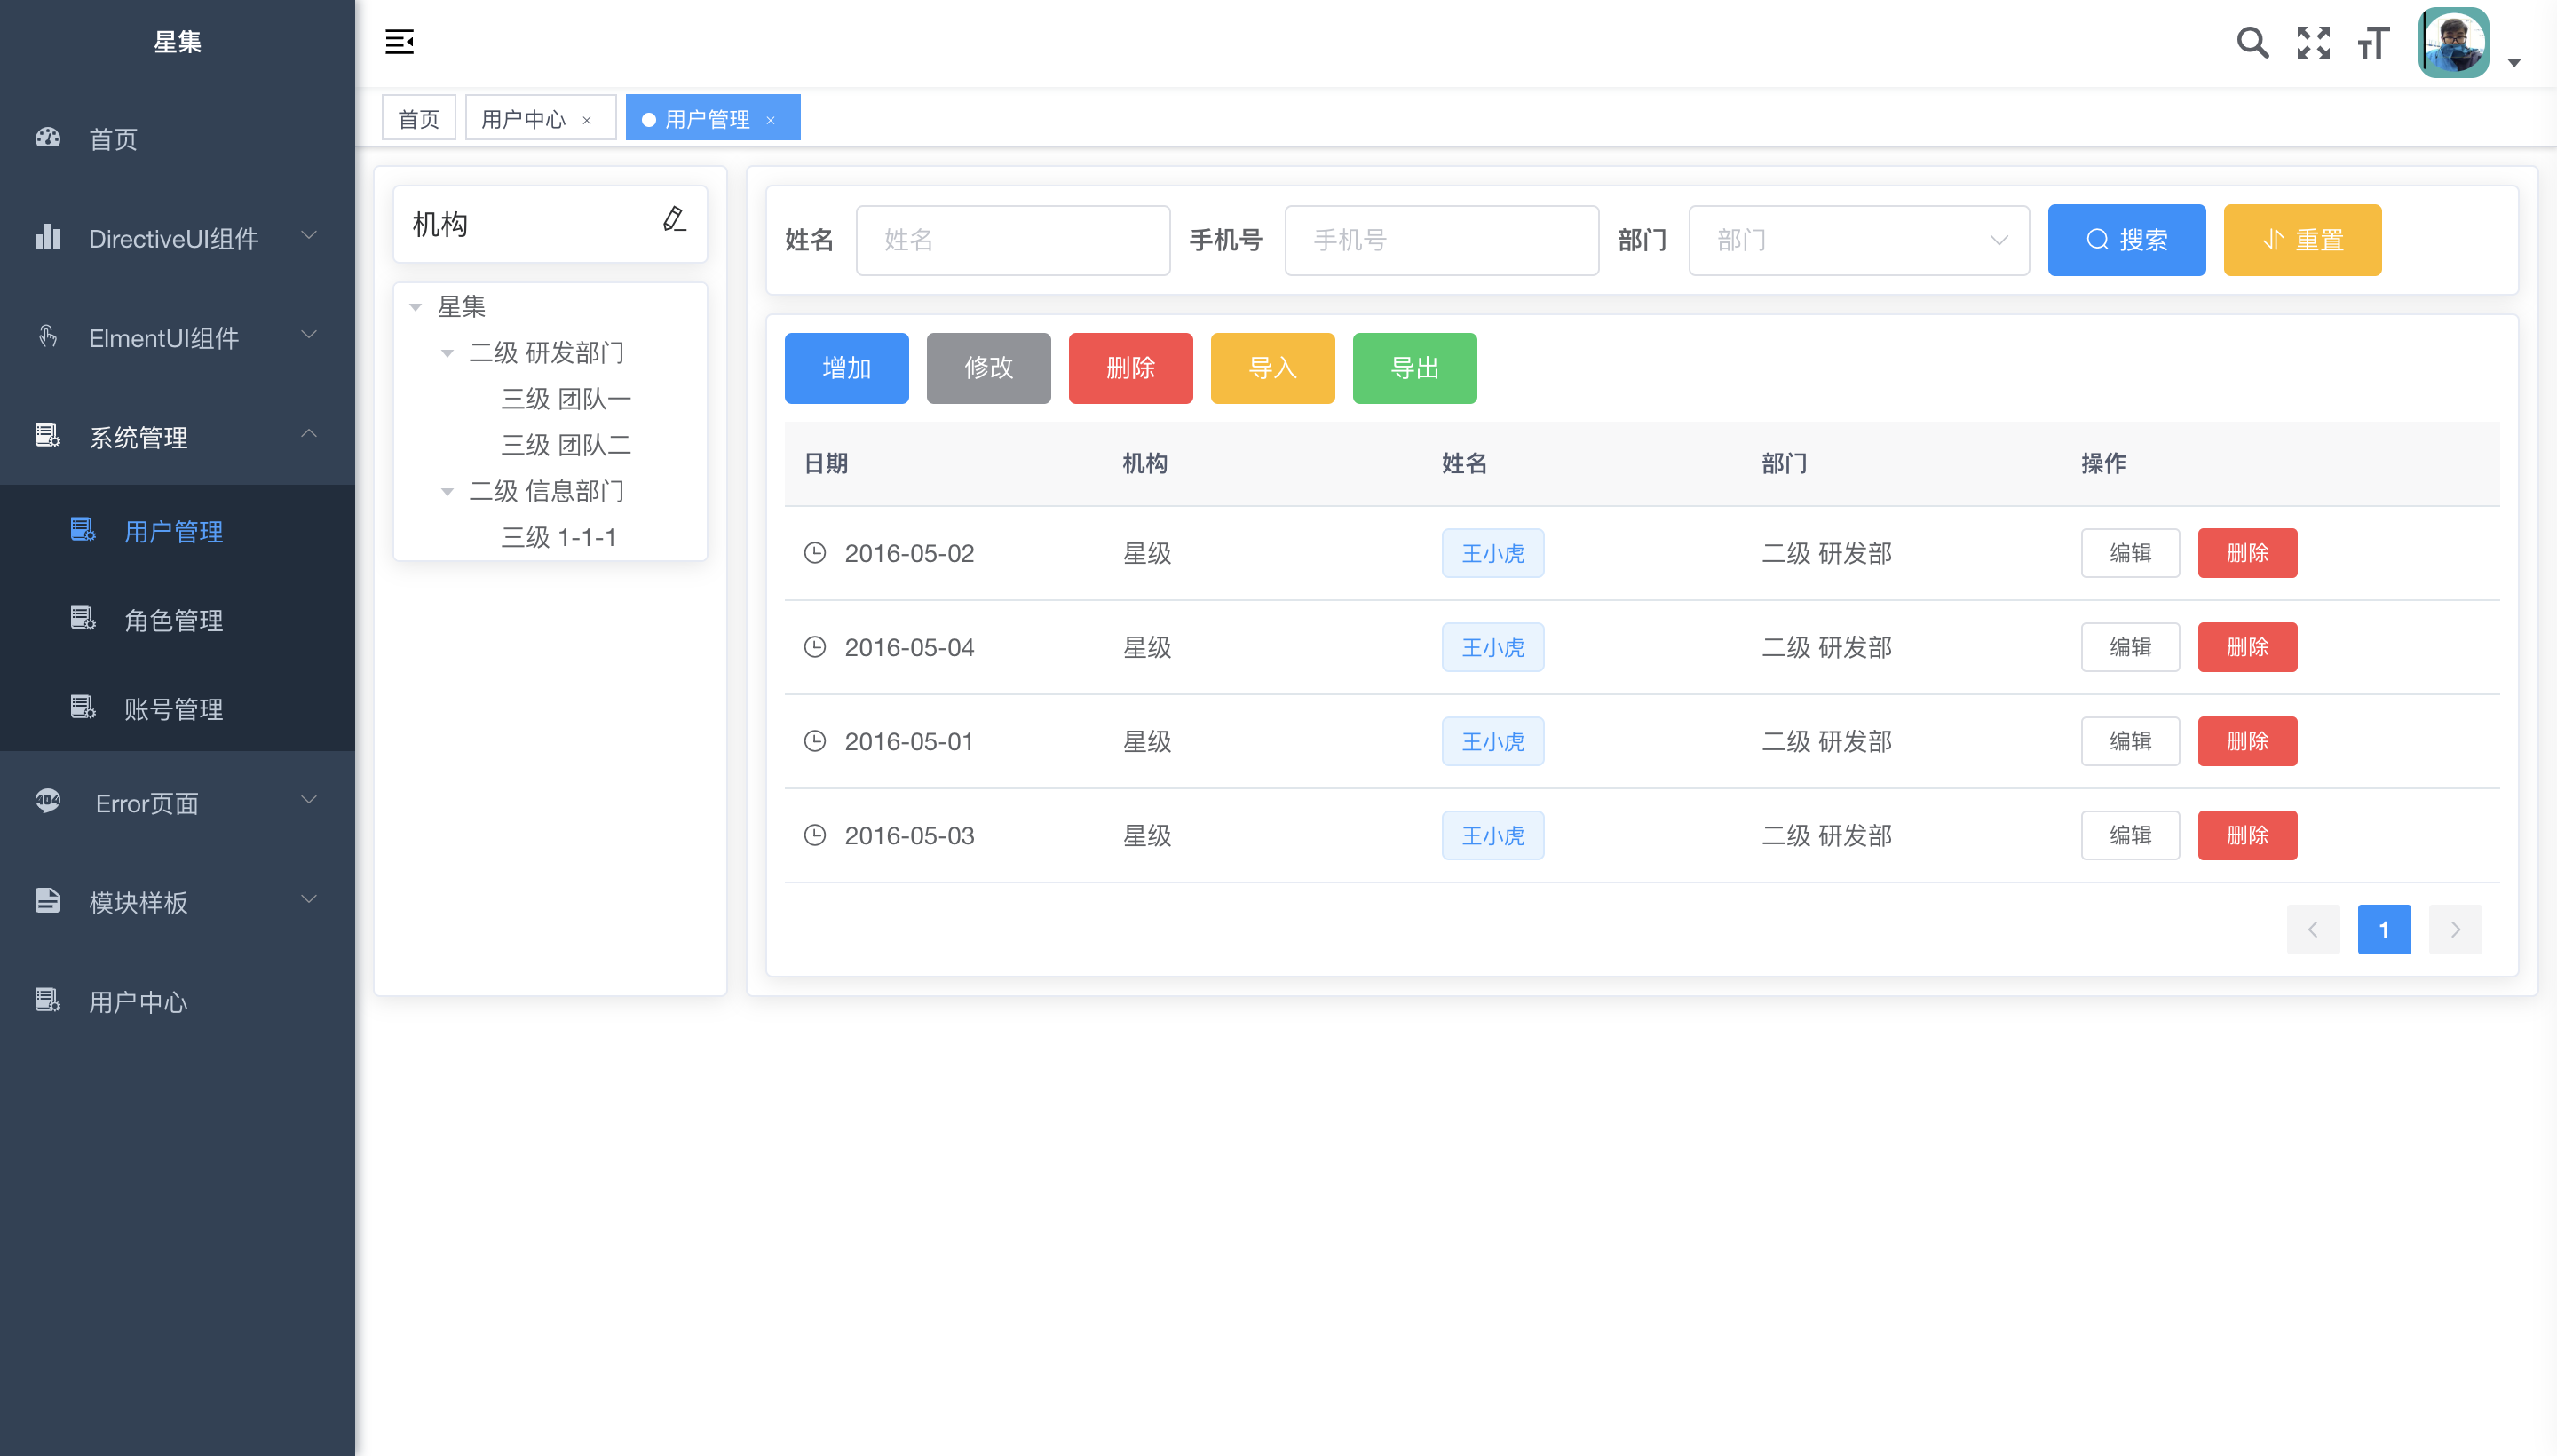 星集
首页
DirectiveUI组件
ElmentUI组件
系统管理
用户管理
角色管理
账号管理
404 Error页面
模块样板
用户中心
首页 用户中心 × 用户管理 ×
机构
星集
二级 研发部门
三级 团队一
三级 团队二
二级 信息部门
三级 1-1-1
姓名 姓名 手机号 手机号 部门 部门 搜索 重置
增加 修改 删除 导入 导出
日期 机构 姓名 部门 操作
2016-05-02 星级 王小虎 二级 研发部 编辑 删除
2016-05-04 星级 王小虎 二级 研发部 编辑 删除
2016-05-01 星级 王小虎 二级 研发部 编辑 删除
2016-05-03 星级 王小虎 二级 研发部 编辑 删除
1